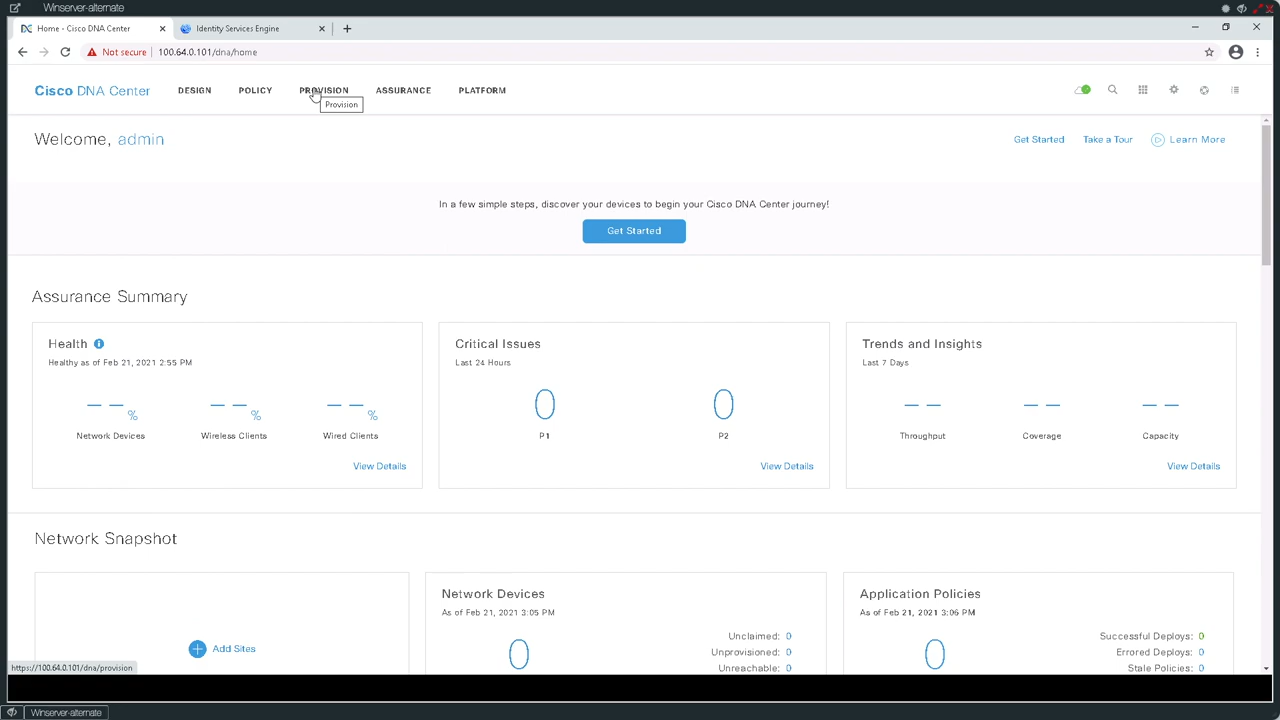 Winserver-alternate
Home - Cisco DNA Center
Identity Services Engine
Not secure
100.64.0.101/dna/home
Cisco DNA Center
DESIGN
POLICY
PROVISION
ASSURANCE
PLATFORM
Provision
Welcome, admin
Get Started
Take a Tour
Learn More
In a few simple steps, discover your devices to begin your Cisco DNA Center journey!
Get Started
Assurance Summary
Health
Healthy as of Feb 21, 2021 2:55 PM
%
%
%
Network Devices
Wireless Clients
Wired Clients
View Details
Critical Issues
Last 24 Hours
0
0
P1
P2
View Details
Trends and Insights
Last 7 Days
Throughput
Coverage
Capacity
View Details
Network Snapshot
Add Sites
Network Devices
As of Feb 21, 2021 3:05 PM
0
Unclaimed: 0
Unprovisioned: 0
Unreachable: 0
Application Policies
As of Feb 21, 2021 3:06 PM
0
Successful Deploys: 0
Errored Deploys: 0
Stale Policies: 0
https://100.64.0.101/dna/provision
Winserver-alternate